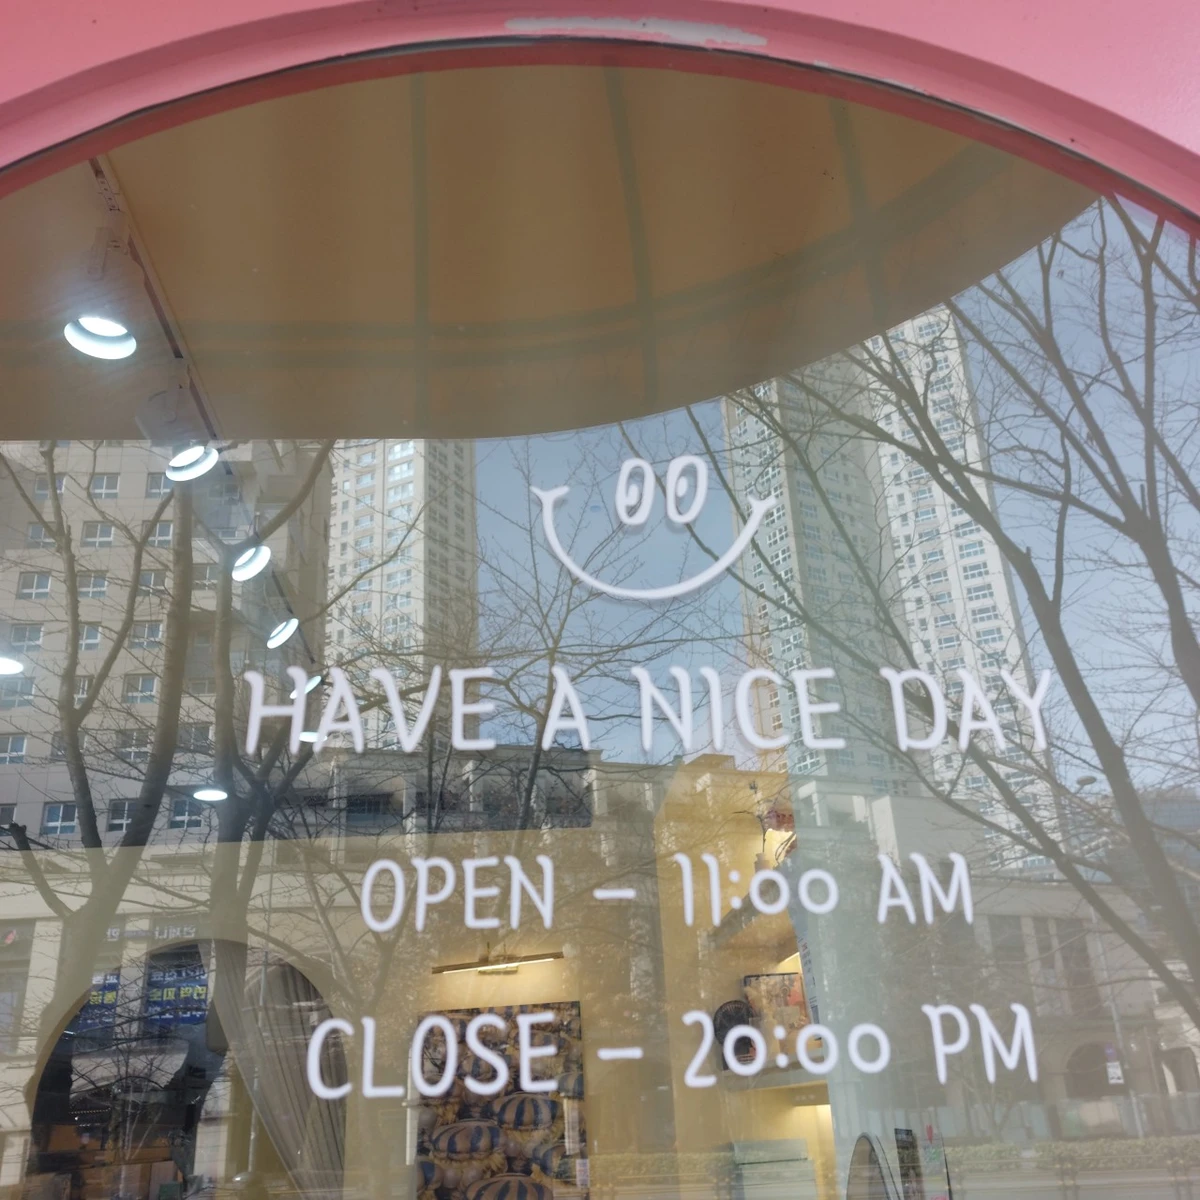 HAVE A NICE DAY
OPEN – 11:00 AM
CLOSE – 20:00 PM